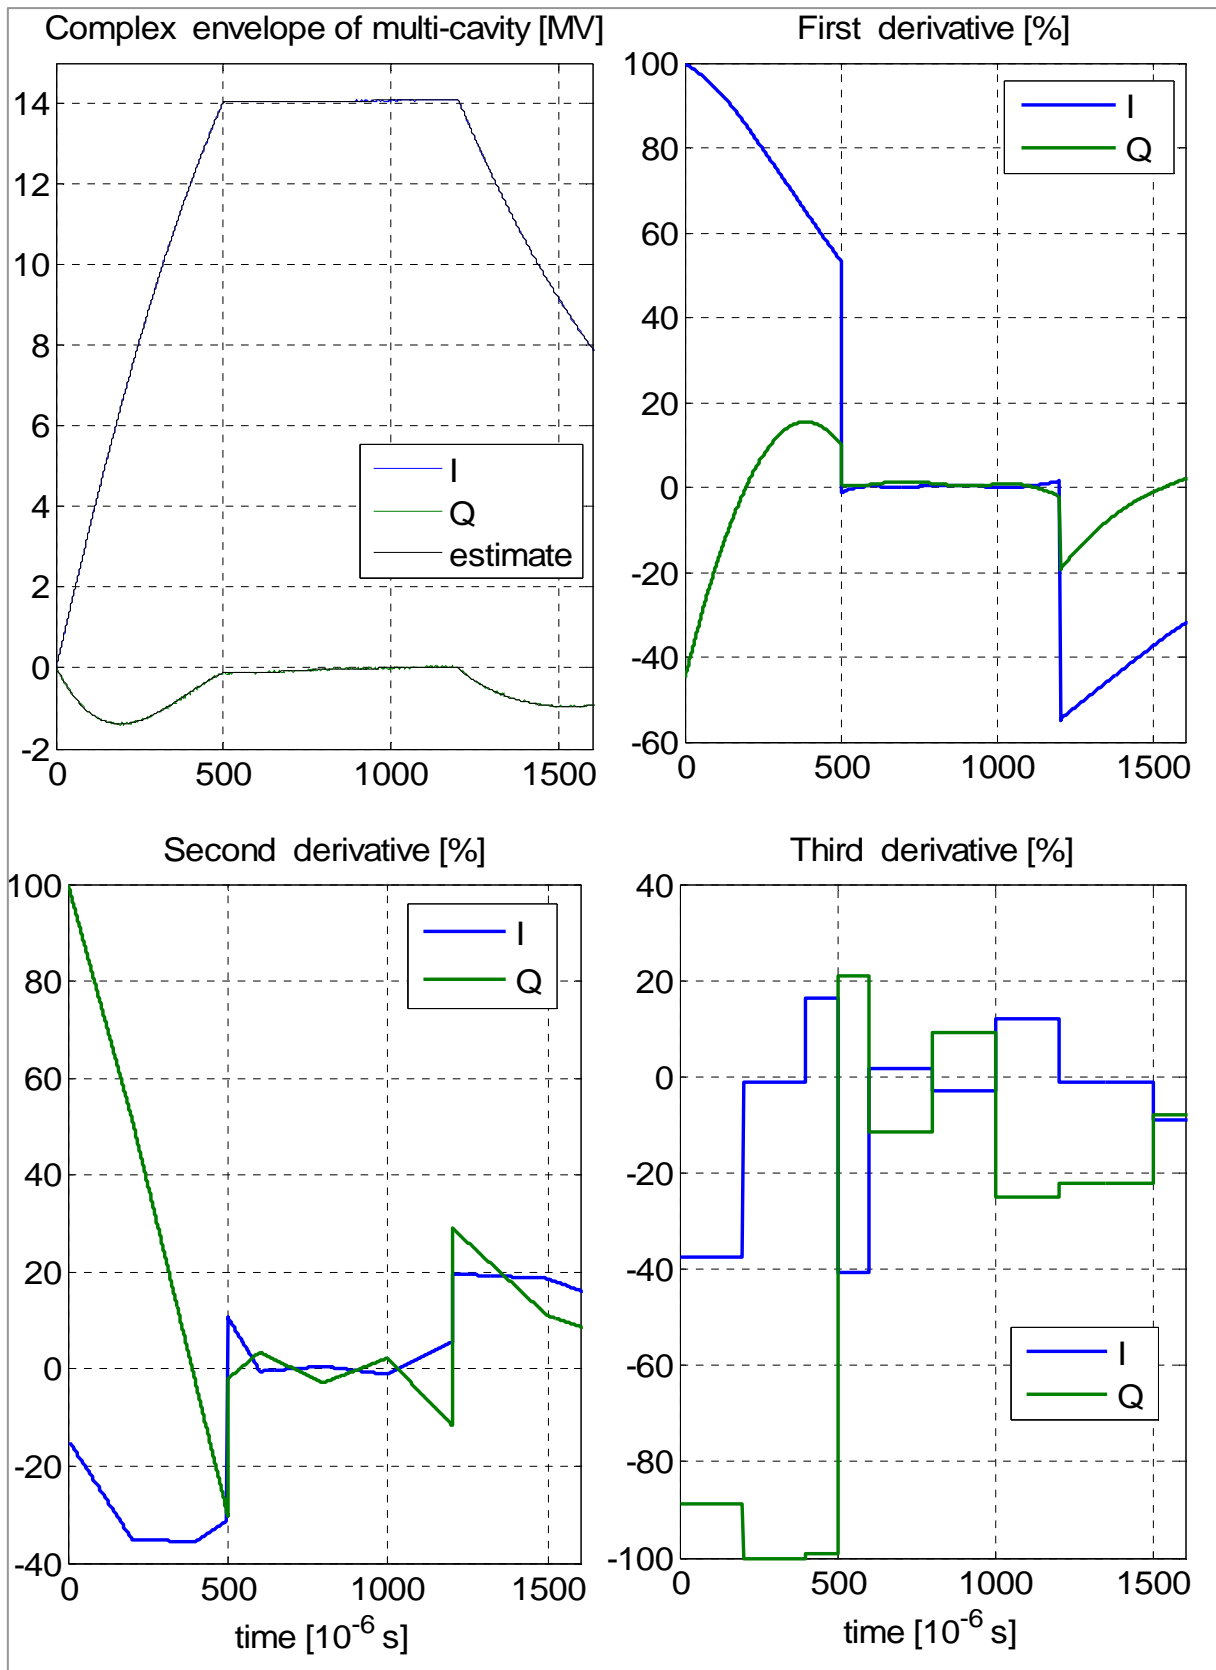 Complex envelope of multi-cavity [MV]
14
12
10
8
6
4
2
0
-2
0 500 1000 1500
I
Q
estimate
First derivative [%]
100
80
60
40
20
0
-20
-40
-60
0 500 1000 1500
I
Q
Second derivative [%]
100
80
60
40
20
0
-20
-40
0 500 1000 1500
time [10⁻⁶ s]
I
Q
Third derivative [%]
40
20
0
-20
-40
-60
-80
-100
0 500 1000 1500
time [10⁻⁶ s]
I
Q